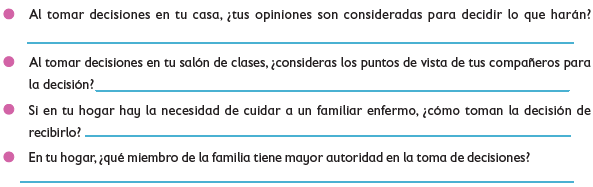 Al tomar decisiones en tu casa, ¿tus opiniones son consideradas para decidir lo que harán?
Al tomar decisiones en tu salón de clases, ¿consideras los puntos de vista de tus compañeros para
la decisión?
Si en tu hogar hay la necesidad de cuidar a un familiar enfermo, ¿cómo toman la decisión de
recibirlo?
En tu hogar, ¿qué miembro de la familia tiene mayor autoridad en la toma de decisiones?